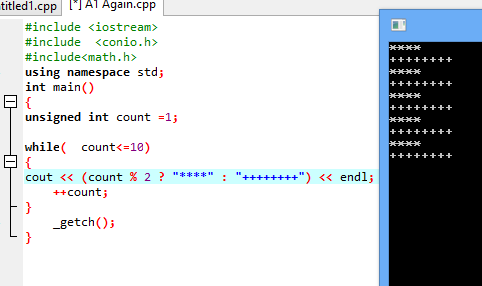 ntitled1.cpp [*] A1 Again.cpp
#include <iostream>
#include  <conio.h>
#include<math.h>
using namespace std;
int main()
{
unsigned int count =1;
while(  count<=10)
{
cout << (count % 2 ? "****" : "++++++++") << endl;
++count;
}
_getch();
}
****
++++++++
****
++++++++
****
++++++++
****
++++++++
****
++++++++